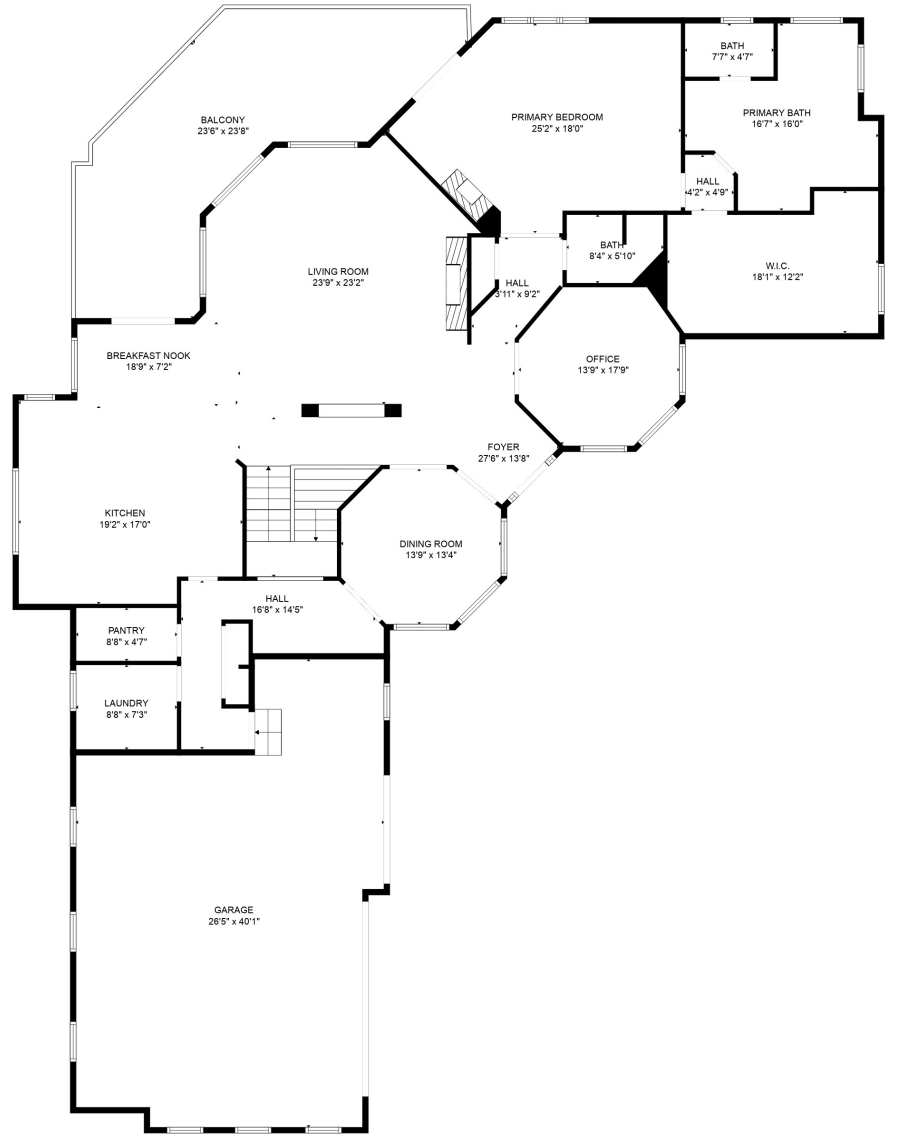 BATH
7'7" x 4'7"
BALCONY
23'6" x 23'8"
PRIMARY BEDROOM
25'2" x 18'0"
PRIMARY BATH
16'7" x 16'0"
HALL
4'2" x 4'9"
BATH
8'4" x 5'10"
LIVING ROOM
23'9" x 23'2"
W.I.C.
18'1" x 12'2"
HALL
3'11" x 9'2"
BREAKFAST NOOK
18'9" x 7'2"
OFFICE
13'9" x 17'9"
FOYER
27'6" x 13'8"
KITCHEN
19'2" x 17'0"
DINING ROOM
13'9" x 13'4"
HALL
16'8" x 14'5"
PANTRY
8'8" x 4'7"
LAUNDRY
8'8" x 7'3"
GARAGE
26'5" x 40'1"